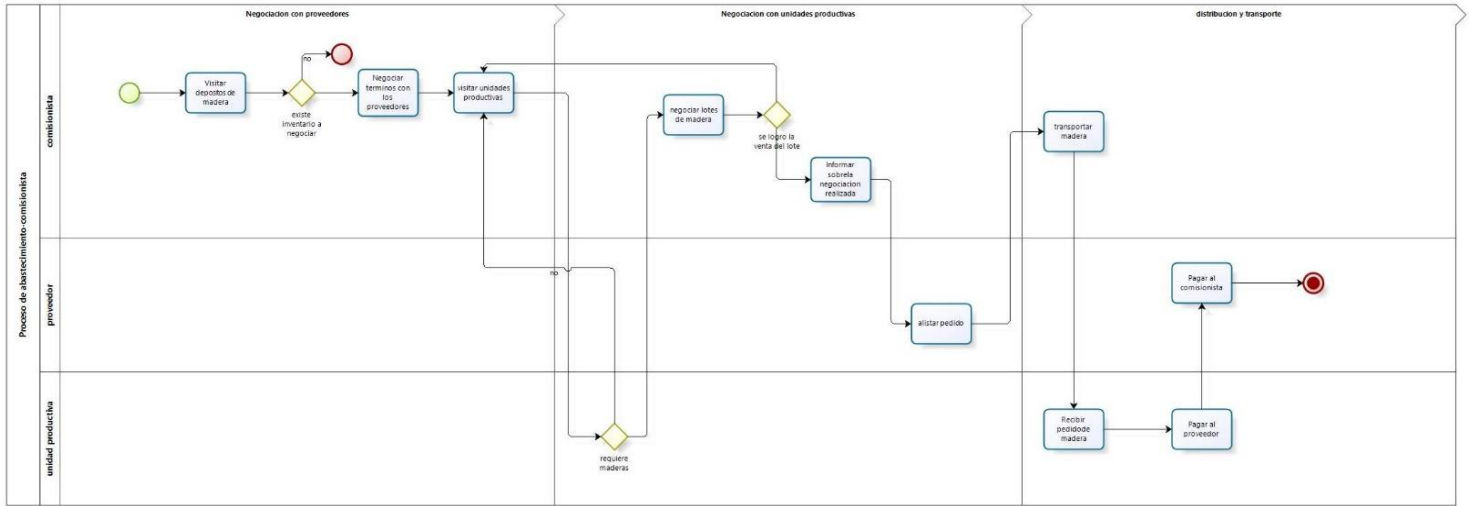 Negociacion con proveedores
Negociacion con unidades productivas
distribucion y transporte
Proceso de abastecimiento-comisionista
comisionista
Visitar
depostos de
madera
no
existe
inventario a
negociar
Negociar
terminos con
los
proveedores
visitar unidades
productivas
negociar lotes
de madera
se logro la
venta del lote
Informar
sobrela
negociacion
realizada
transportar
madera
proveedor
no
alistar pedido
Pagar al
comisionista
unidad productiva
requiere
maderas
Recibir
pedidode
madera
Pagar al
proveedor